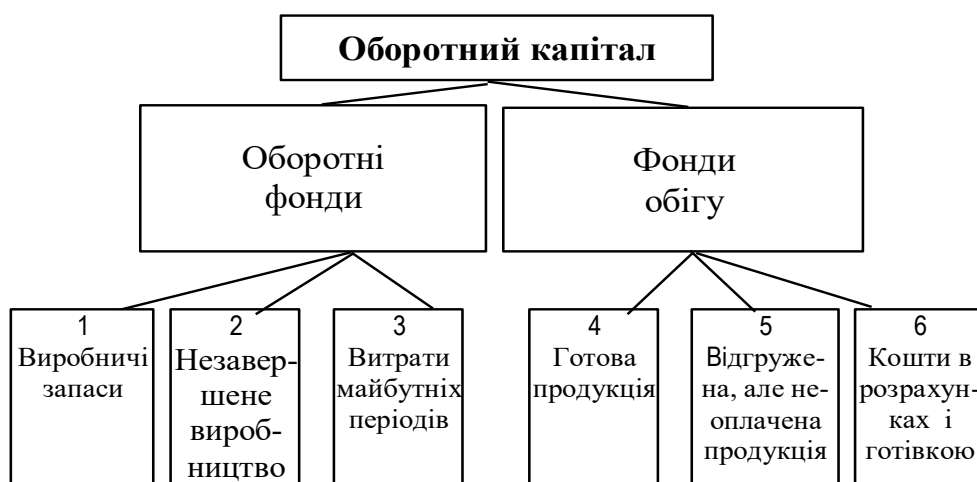 Оборотний капітал
Оборотні
фонди
Фонди
обігу
1
Виробничі
запаси
2
Незавер-
шене
вироб-
ництво
3
Витрати
майбутніх
періодів
4
Готова
продукція
5
Відгруже-
на, але не-
оплачена
продукція
6
Кошти в
розрахун-
ках і
готівкою